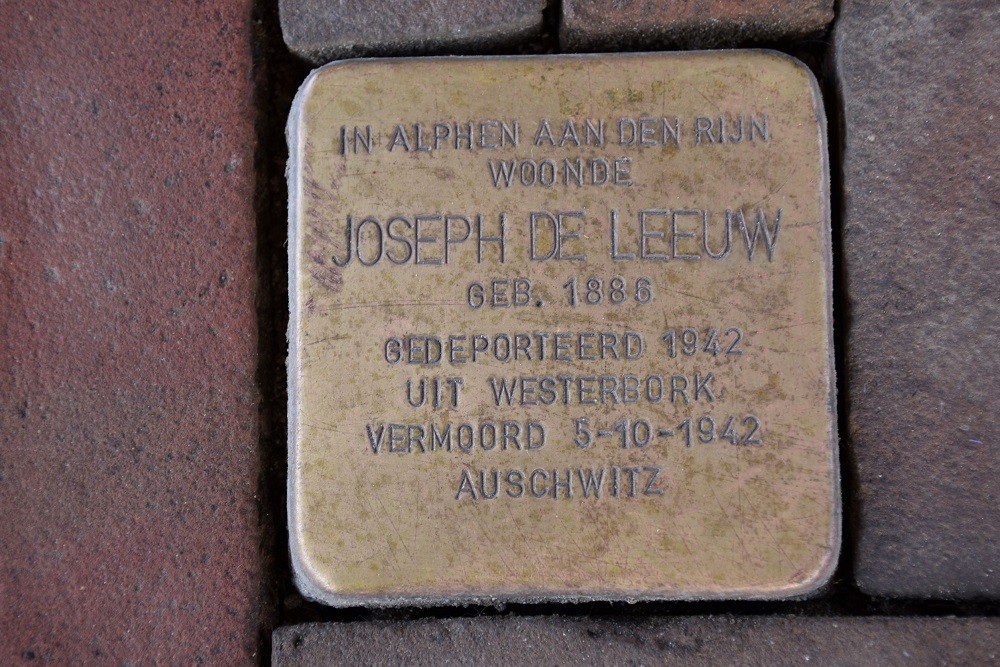 IN ALPHEN AAN DEN RIJN
WOONDE
JOSEPH DE LEEUW
GEB. 1886
GEDEPORTEERD 1942
UIT WESTERBORK
VERMOORD 5-10-1942
AUSCHWITZ